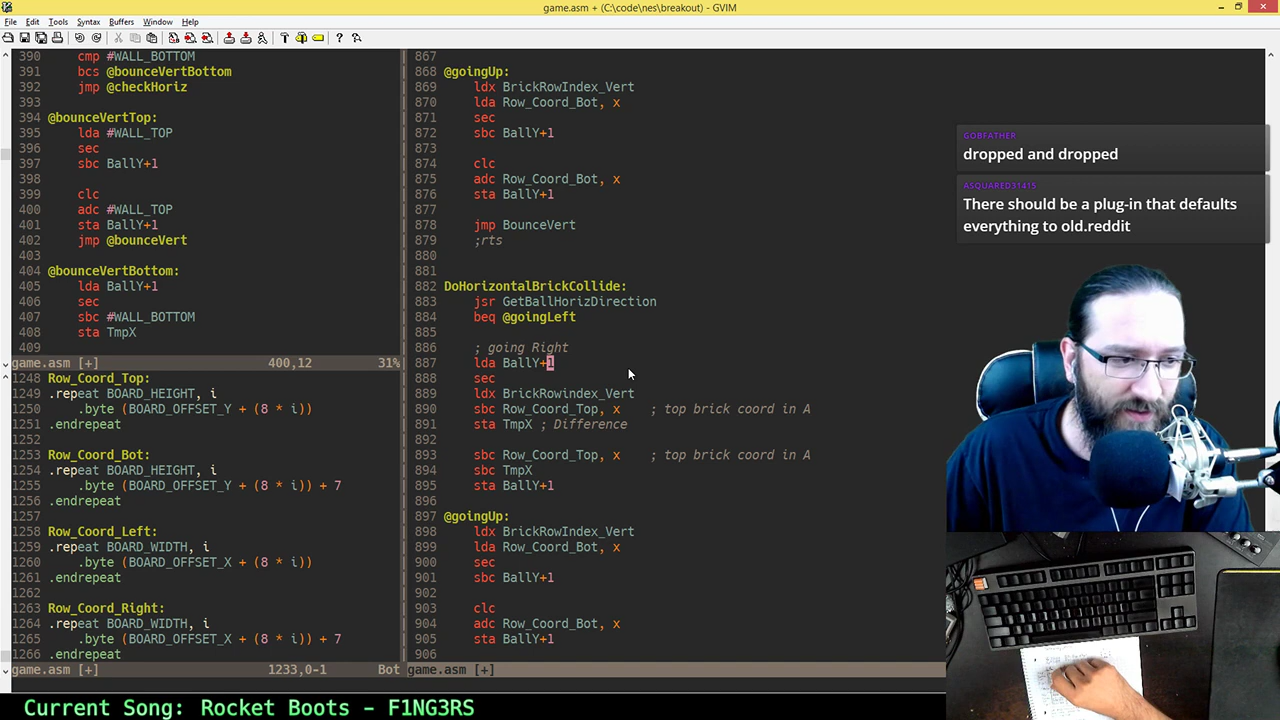 game.asm + (C:\code\nes\breakout) - GVIM
File Edit Tools Syntax Buffers Window Help
390 cmp #WALL_BOTTOM
391 bcs @bounceVertBottom
392 jmp @checkHoriz
393
394 @bounceVertTop:
395 lda #WALL_TOP
396 sec
397 sbc BallY+1
398
399 clc
400 adc #WALL_TOP
401 sta BallY+1
402 jmp @bounceVert
403
404 @bounceVertBottom:
405 lda BallY+1
406 sec
407 sbc #WALL_BOTTOM
408 sta TmpX
409
game.asm [+] 400,12 31%
1248 Row_Coord_Top:
1249 .repeat BOARD_HEIGHT, i
1250 .byte (BOARD_OFFSET_Y + (8 * i))
1251 .endrepeat
1252
1253 Row_Coord_Bot:
1254 .repeat BOARD_HEIGHT, i
1255 .byte (BOARD_OFFSET_Y + (8 * i)) + 7
1256 .endrepeat
1257
1258 Row_Coord_Left:
1259 .repeat BOARD_WIDTH, i
1260 .byte (BOARD_OFFSET_X + (8 * i))
1261 .endrepeat
1262
1263 Row_Coord_Right:
1264 .repeat BOARD_WIDTH, i
1265 .byte (BOARD_OFFSET_X + (8 * i)) + 7
1266 .endrepeat
game.asm [+] 1233,0-1 Bot
867
868 @goingUp:
869 ldx BrickRowIndex_Vert
870 lda Row_Coord_Bot, x
871 sec
872 sbc BallY+1
873
874 clc
875 adc Row_Coord_Bot, x
876 sta BallY+1
877
878 jmp BounceVert
879 ;rts
880
881
882 DoHorizontalBrickCollide:
883 jsr GetBallHorizDirection
884 beq @goingLeft
885
886 ; going Right
887 lda BallY+1
888 sec
889 ldx BrickRowindex_Vert
890 sbc Row_Coord_Top, x ; top brick coord in A
891 sta TmpX ; Difference
892
893 sbc Row_Coord_Top, x ; top brick coord in A
894 sbc TmpX
895 sta BallY+1
896
897 @goingUp:
898 ldx BrickRowIndex_Vert
899 lda Row_Coord_Bot, x
900 sec
901 sbc BallY+1
902
903 clc
904 adc Row_Coord_Bot, x
905 sta BallY+1
906
game.asm [+]
GOBFATHER
dropped and dropped
ASQUARED31415
There should be a plug-in that defaults
everything to old.reddit
Current Song: Rocket Boots - F1NG3RS